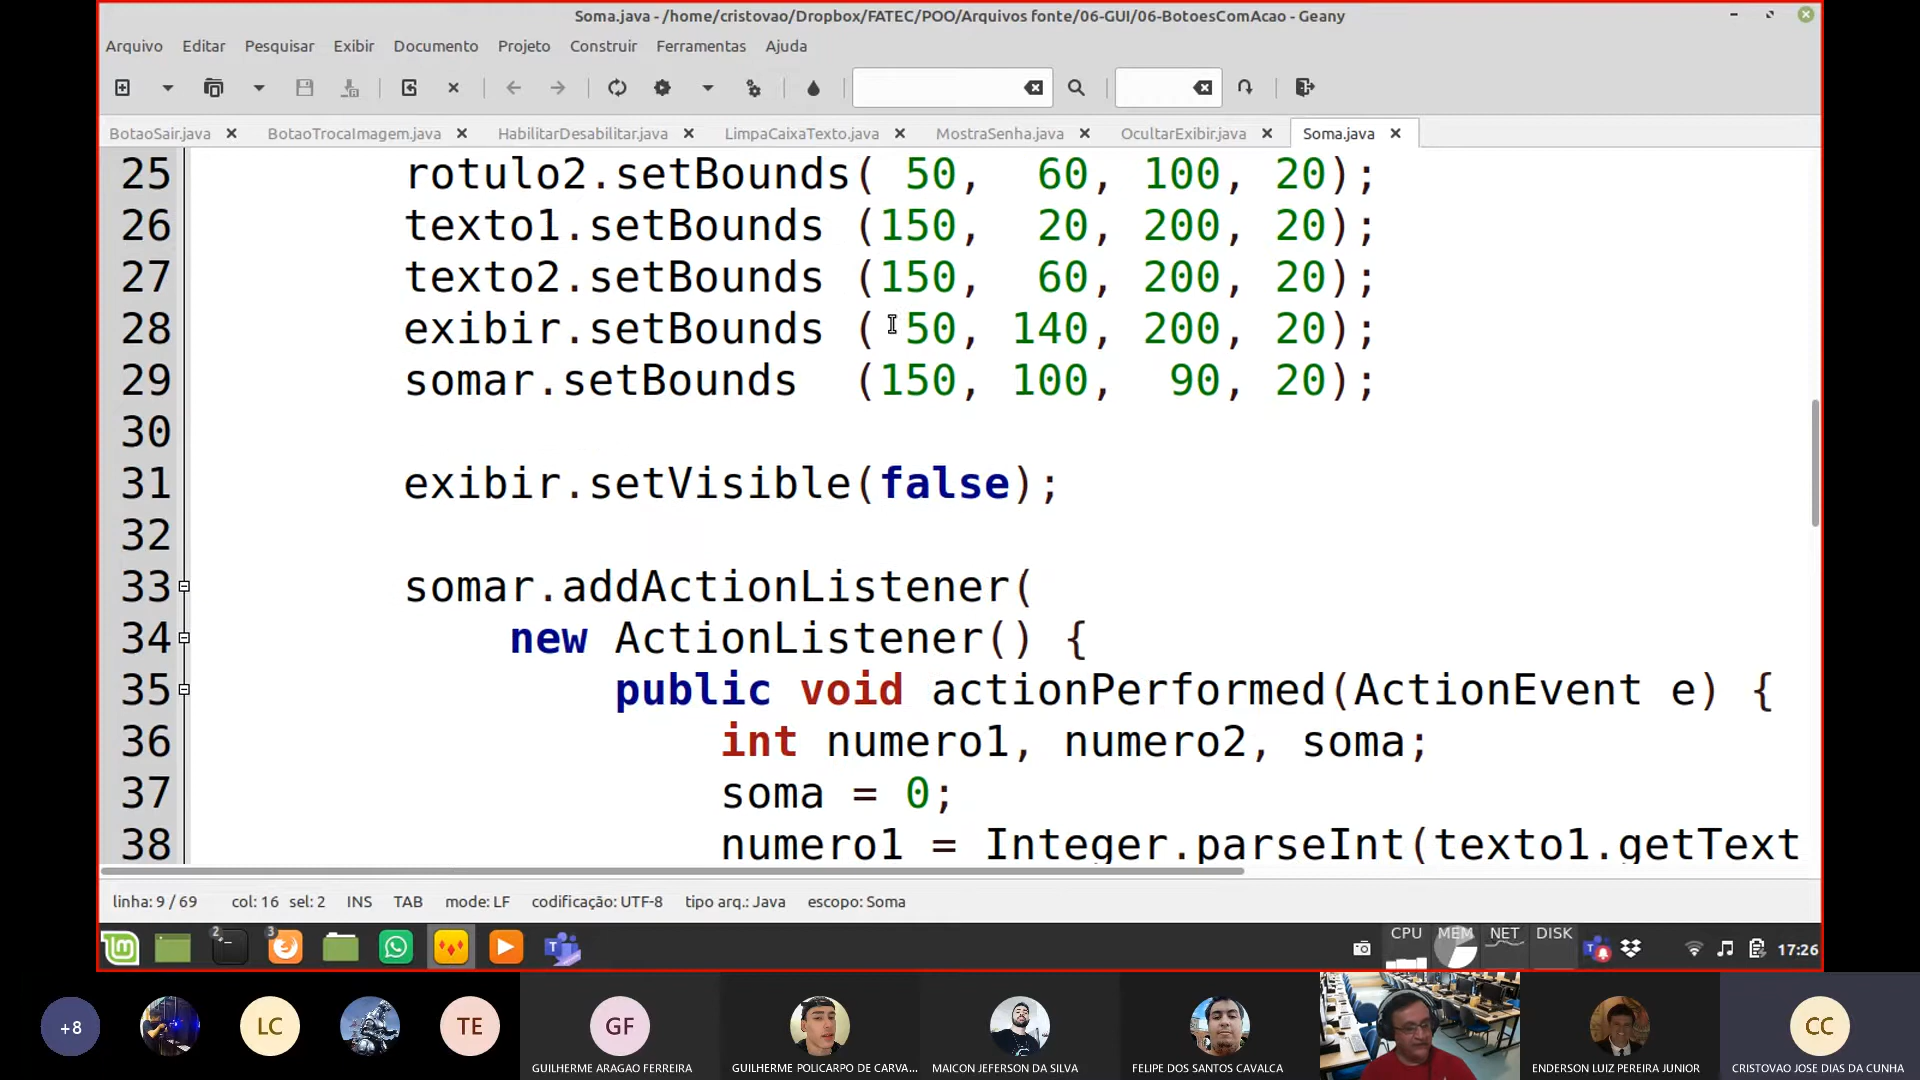 Soma.java - /home/cristovao/Dropbox/FATEC/POO/Arquivos fonte/06-GUI/06-BotoesComAcao - Geany
Arquivo Editar Pesquisar Exibir Documento Projeto Construir Ferramentas Ajuda
BotaoSair.java BotaoTrocaImagem.java HabilitarDesabilitar.java LimpaCaixaTexto.java MostraSenha.java OcultarExibir.java Soma.java
25 rotulo2.setBounds( 50, 60, 100, 20);
26 texto1.setBounds (150, 20, 200, 20);
27 texto2.setBounds (150, 60, 200, 20);
28 exibir.setBounds ( 50, 140, 200, 20);
29 somar.setBounds (150, 100, 90, 20);
30
31 exibir.setVisible(false);
32
33 somar.addActionListener(
34 new ActionListener() {
35 public void actionPerformed(ActionEvent e) {
36 int numero1, numero2, soma;
37 soma = 0;
38 numero1 = Integer.parseInt(texto1.getText
linha: 9 / 69 col: 16 sel: 2 INS TAB mode: LF codificação: UTF-8 tipo arq.: Java escopo: Soma
2 3 CPU MEM NET DISK 17:26
+8 LC TE GF CC
GUILHERME ARAGAO FERREIRA GUILHERME POLICARPO DE CARVA... MAICON JEFERSON DA SILVA FELIPE DOS SANTOS CAVALCA ENDERSON LUIZ PEREIRA JUNIOR CRISTOVAO JOSE DIAS DA CUNHA